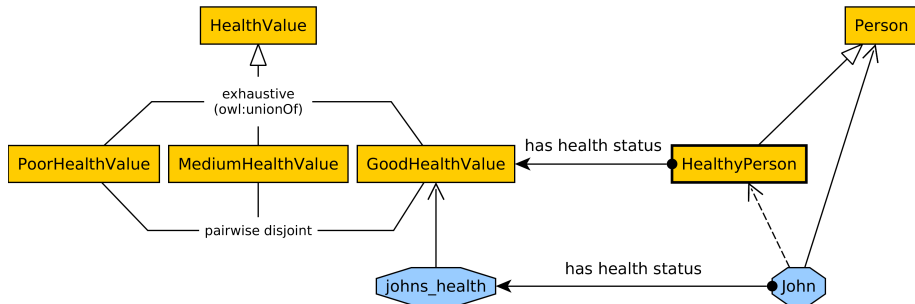 HealthValue
Person
exhaustive
(owl:unionOf)
has health status
PoorHealthValue
MediumHealthValue
GoodHealthValue
HealthyPerson
pairwise disjoint
has health status
johns_health
John